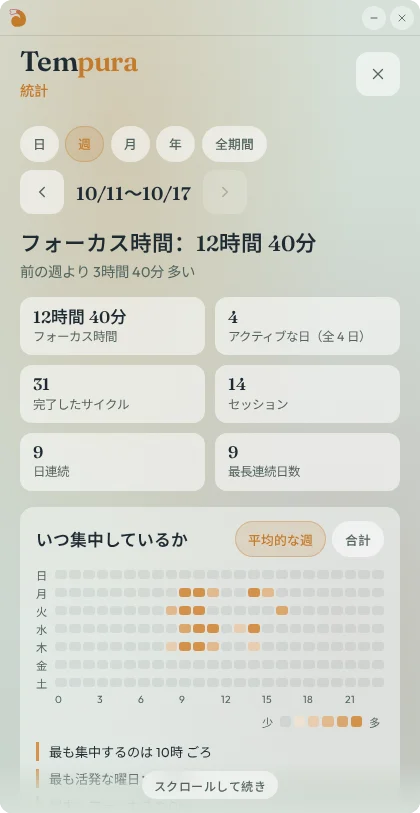 Tempura
統計
日 週 月 年 全期間
10/11〜10/17
フォーカス時間: 12時間 40分
前の週より 3時間 40分 多い
12時間 40分
フォーカス時間
4
アクティブな日（全 4 日）
31
完了したサイクル
14
セッション
9
日連続
9
最長連続日数
いつ集中しているか
平均的な週 合計
日
月
火
水
木
金
土
0 3 6 9 12 15 18 21
少 多
最も集中するのは 10時 ごろ
最も活発な曜日:
スクロールして続き